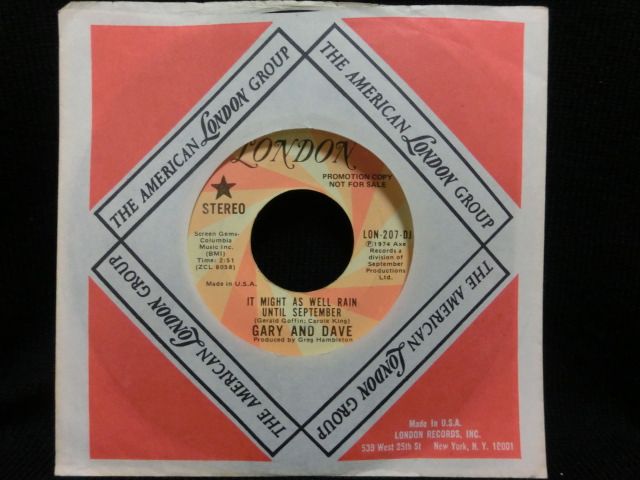 THE AMERICAN LONDON GROUP
THE AMERICAN LONDON GROUP
THE AMERICAN LONDON GROUP
THE AMERICAN LONDON GROUP
LONDON
PROMOTION COPY
NOT FOR SALE
STEREO
Screen Gems-
Columbia
Music Inc.
(BMI)
Time: 2:51
(ZCL 8058)
Made in U.S.A.
LON-207-DJ
℗1974 Axe
Records a
division of
September
Productions
Ltd.
IT MIGHT AS WELL RAIN
UNTIL SEPTEMBER
(Gerald Goffin; Carole King)
GARY AND DAVE
Produced by Greg Hambleton
Made in U.S.A.
LONDON RECORDS, INC.
539 West 25th St New York, N. Y. 10001